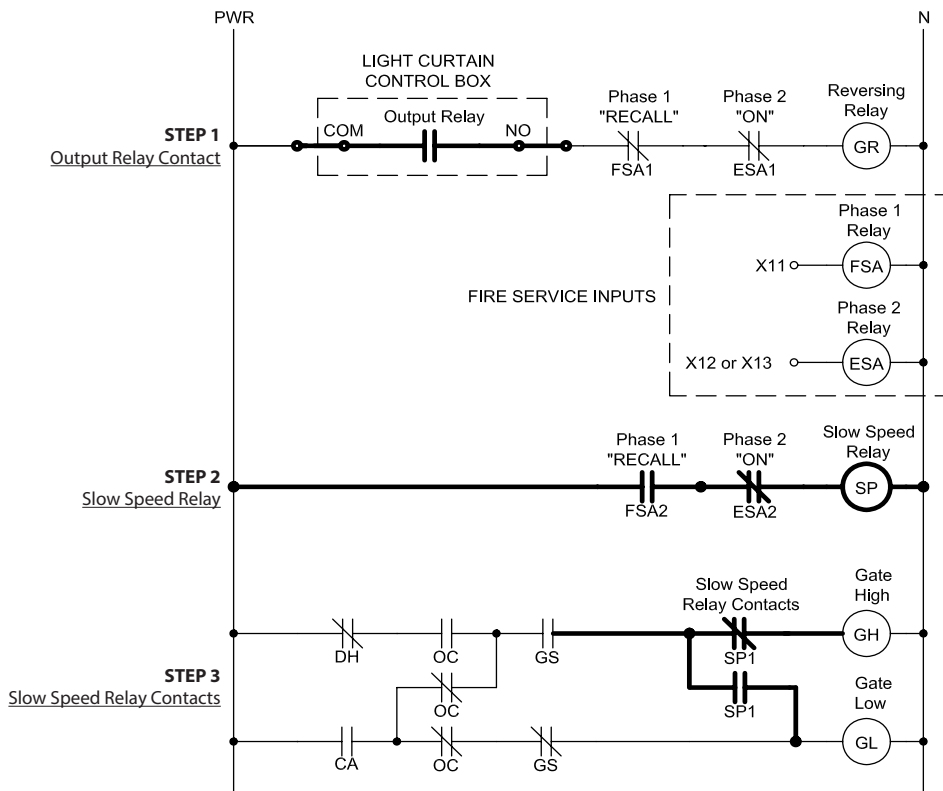 PWR
N
LIGHT CURTAIN
CONTROL BOX
STEP 1
Output Relay Contact
COM
Output Relay
NO
Phase 1
"RECALL"
FSA1
Phase 2
"ON"
ESA1
Reversing
Relay
GR
FIRE SERVICE INPUTS
Phase 1
Relay
X11
FSA
Phase 2
Relay
X12 or X13
ESA
STEP 2
Slow Speed Relay
Phase 1
"RECALL"
FSA2
Phase 2
"ON"
ESA2
Slow Speed
Relay
SP
STEP 3
Slow Speed Relay Contacts
DH
OC
GS
Slow Speed
Relay Contacts
SP1
Gate
High
GH
OC
SP1
CA
OC
GS
Gate
Low
GL